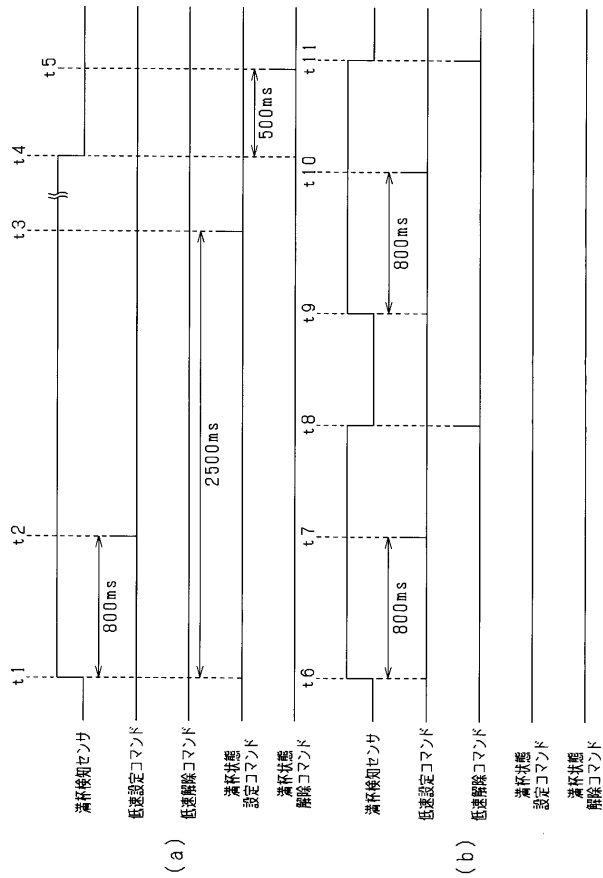 (a)
t1
t2
t3
t4
t5
満杯検知センサ
800ms
低速設定コマンド
低速解除コマンド
2500ms
満杯状態
設定コマンド
500ms
満杯状態
解除コマンド
(b)
t6
t7
t8
t9
t10
t11
満杯検知センサ
800ms
800ms
低速設定コマンド
低速解除コマンド
満杯状態
設定コマンド
満杯状態
解除コマンド